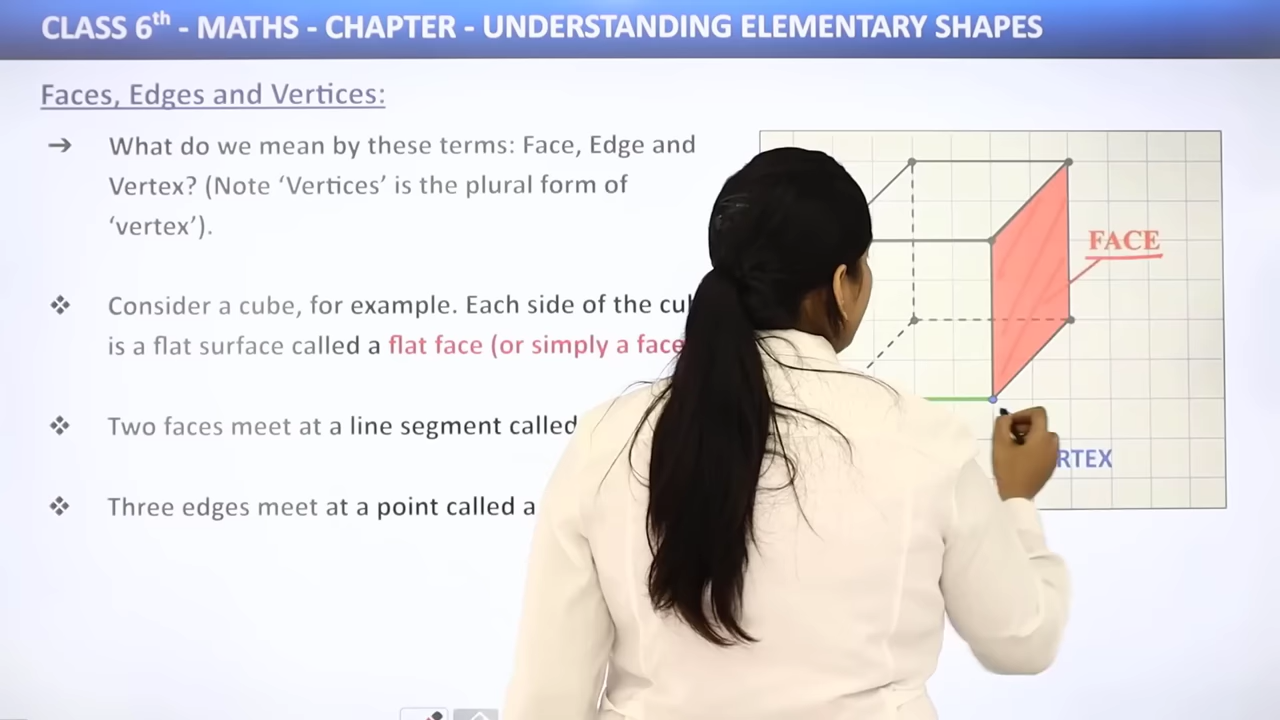 CLASS 6th - MATHS - CHAPTER - UNDERSTANDING ELEMENTARY SHAPES
Faces, Edges and Vertices:
➔ What do we mean by these terms: Face, Edge and
Vertex? (Note ‘Vertices’ is the plural form of
‘vertex’).
❖ Consider a cube, for example. Each side of the
is a flat surface called a flat face (or simply a face
❖ Two faces meet at a line segment called
❖ Three edges meet at a point called a
FACE